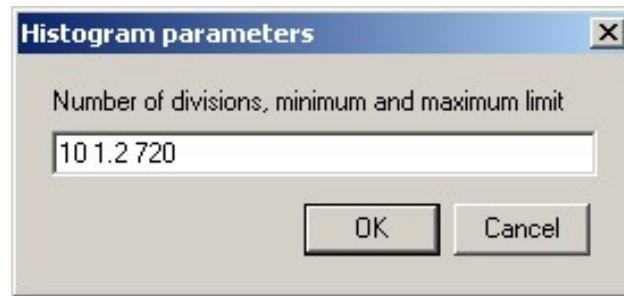 Histogram parameters
Number of divisions, minimum and maximum limit
10 1.2 720
OK Cancel